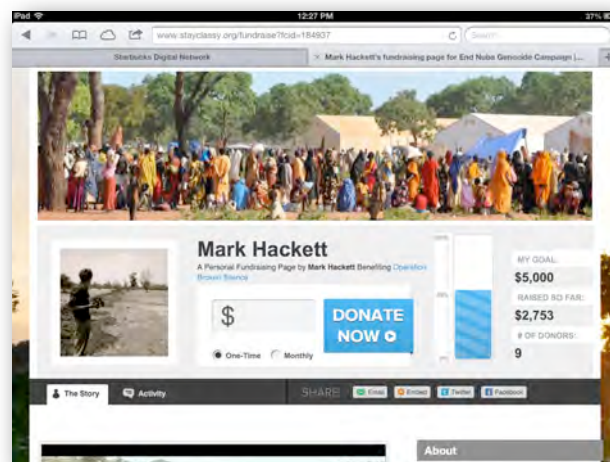 iPad
12:27 PM
37%
www.stayclassy.org/fundraise?fcid=184937
Search
Starbucks Digital Network
× Mark Hackett's fundraising page for End Nuba Genocide Campaign |...
Mark Hackett
A Personal Fundraising Page by Mark Hackett Benefiting Operation
Broken Silence
$
DONATE
NOW
One-Time
Monthly
MY GOAL:
$5,000
RAISED SO FAR:
$2,753
# OF DONORS:
9
The Story
Activity
SHARE
Email
Embed
Twitter
Facebook
About